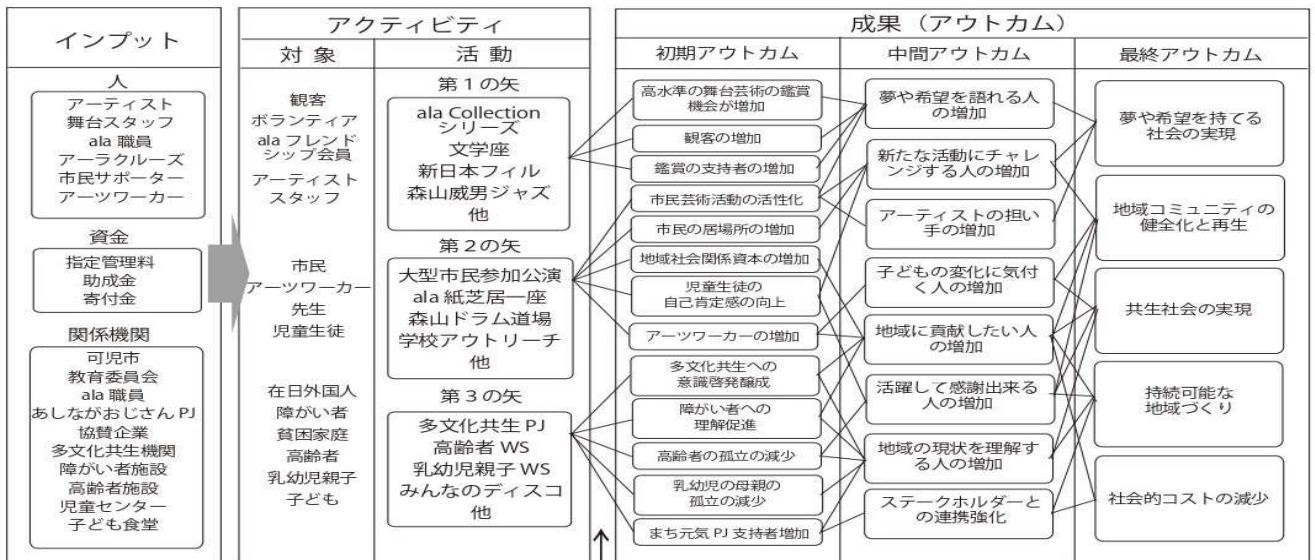 インプット
人
アーティスト
舞台スタッフ
ala 職員
アーラクルーズ
市民サポーター
アーツワーカー
資金
指定管理料
助成金
寄付金
関係機関
可児市
教育委員会
ala 職員
あしながおじさん PJ
協賛企業
多文化共生機関
障がい者施設
高齢者施設
児童センター
子ども食堂
アクティビティ
対 象
観客
ボランティア
ala フレンド
シップ会員
アーティスト
スタッフ
市民
アーツワーカー
先生
児童生徒
在日外国人
障がい者
貧困家庭
高齢者
乳幼児親子
子ども
活 動
第１の矢
ala Collection
シリーズ
文学座
新日本フィル
森山威男ジャズ
他
第２の矢
大型市民参加公演
ala 紙芝居一座
森山ドラム道場
学校アウトリーチ
他
第３の矢
多文化共生 PJ
高齢者 WS
乳幼児親子 WS
みんなのディスコ
他
成果（アウトカム）
初期アウトカム
高水準の舞台芸術の鑑賞
機会が増加
観客の増加
鑑賞の支持者の増加
市民芸術活動の活性化
市民の居場所の増加
地域社会関係資本の増加
児童生徒の
自己肯定感の向上
アーツワーカーの増加
多文化共生への
意識啓発醸成
障がい者への
理解促進
高齢者の孤立の減少
乳幼児の母親の
孤立の減少
まち元気 PJ 支持者増加
中間アウトカム
夢や希望を語れる人
の増加
新たな活動にチャレ
ンジする人の増加
アーティストの担い
手の増加
子どもの変化に気付
く人の増加
地域に貢献したい人
の増加
活躍して感謝出来る
人の増加
地域の現状を理解する
る人の増加
ステークホルダーと
の連携強化
最終アウトカム
夢や希望を持てる
社会の実現
地域コミュニティの
健全化と再生
共生社会の実現
持続可能な
地域づくり
社会的コストの減少